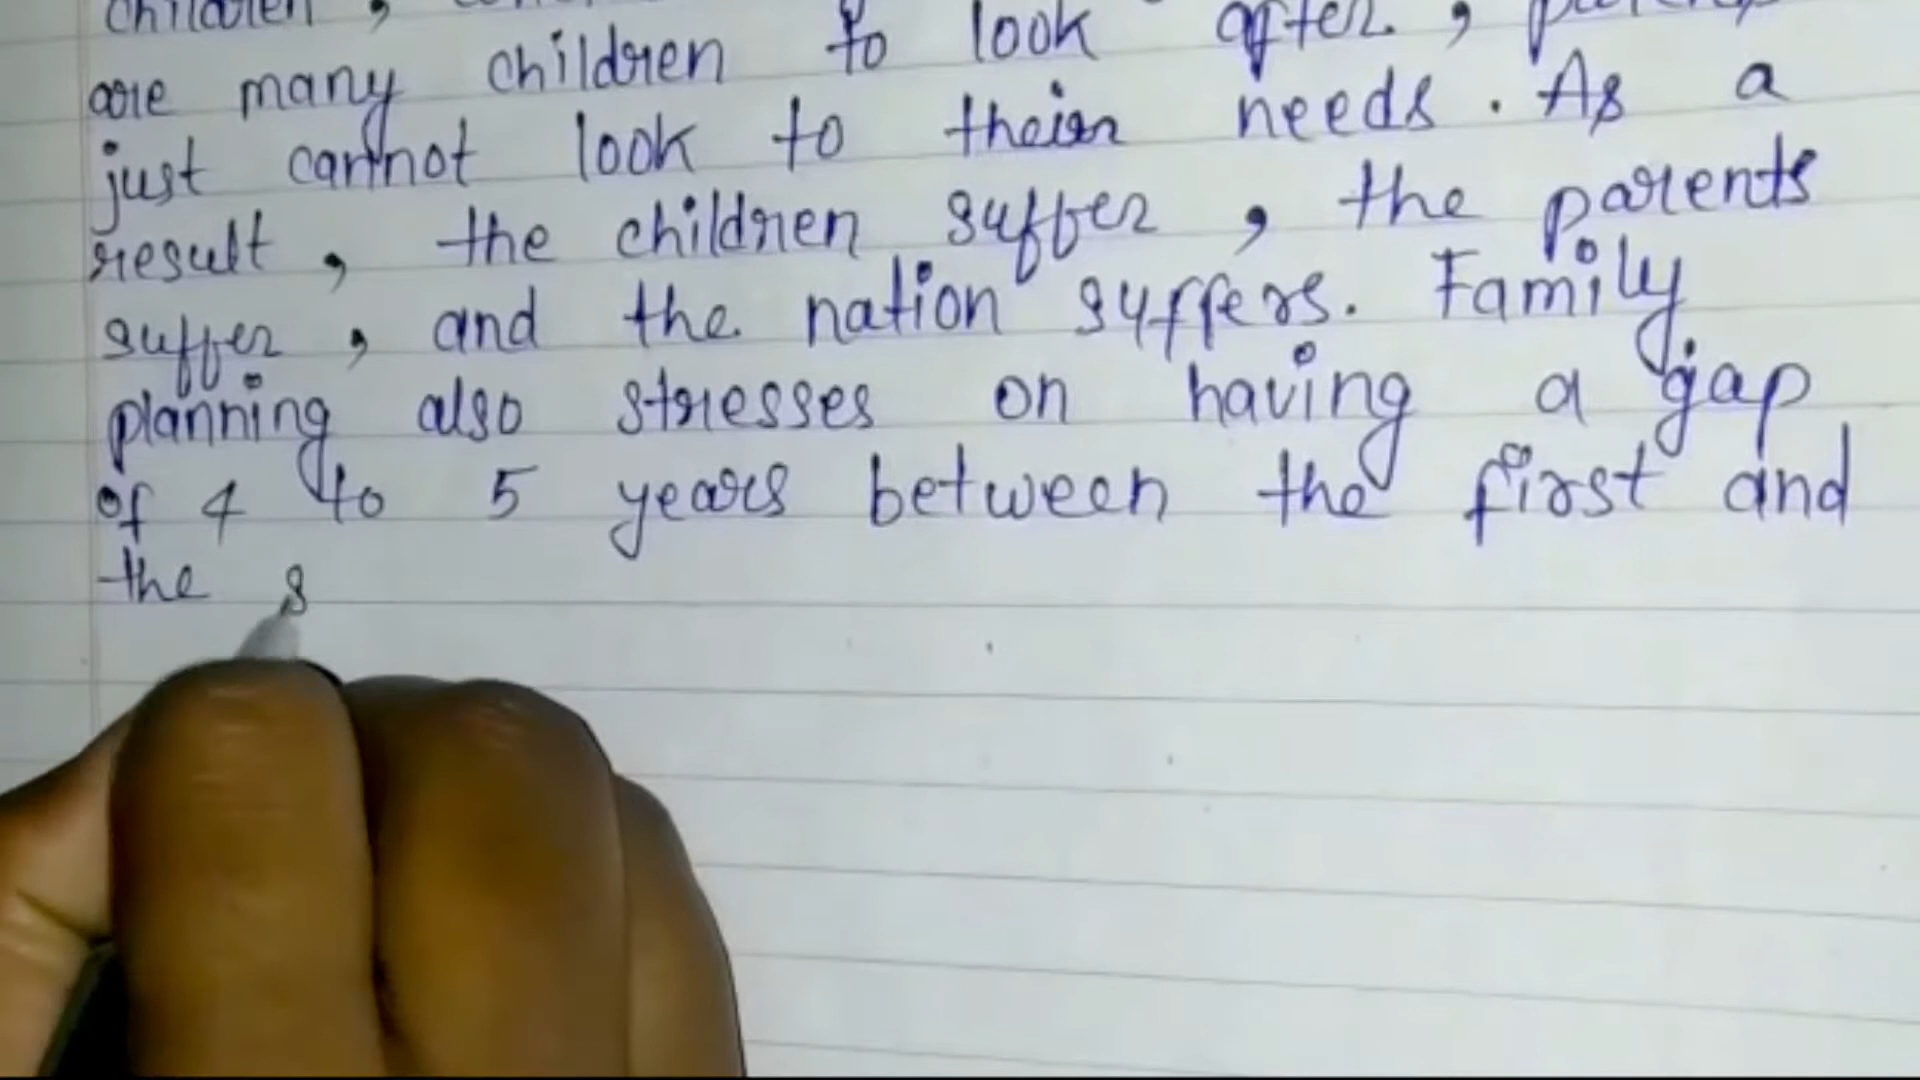 children ,
are many children to look after , parents
just cannot look to their needs . As a
result , the children suffer , the parents
suffer , and the nation suffers. Family
planning also stresses on having a gap
of 4 to 5 years between the first and
the s